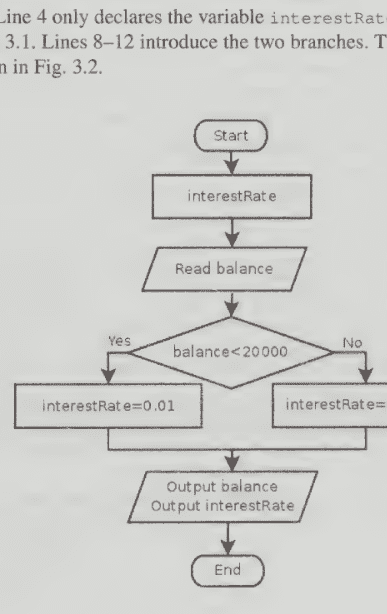 Line 4 only declares the variable interestRate
3.1. Lines 8–12 introduce the two branches. T
n in Fig. 3.2.
Start
interestRate
Read balance
balance<20000
Yes
No
interestRate=0.01
interestRate=
Output balance
Output interestRate
End